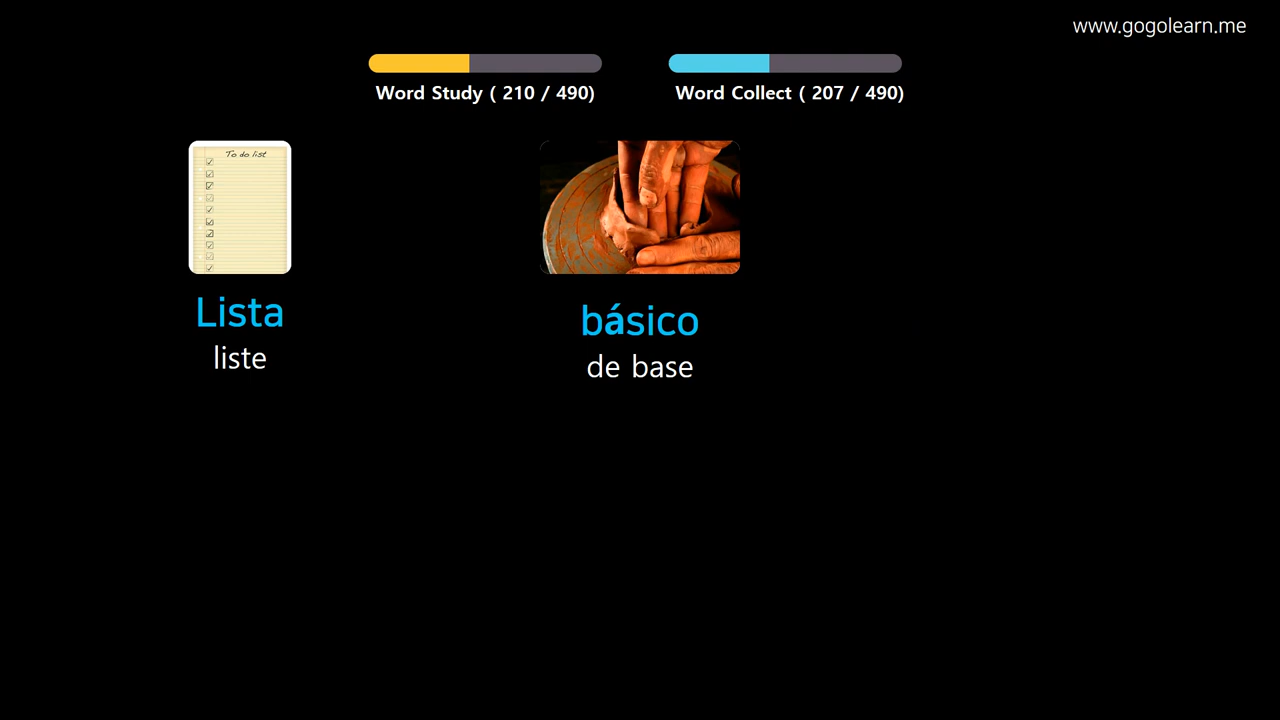 www.gogolearn.me
Word Study ( 210 / 490)
Word Collect ( 207 / 490)
To do list
Lista
liste
básico
de base